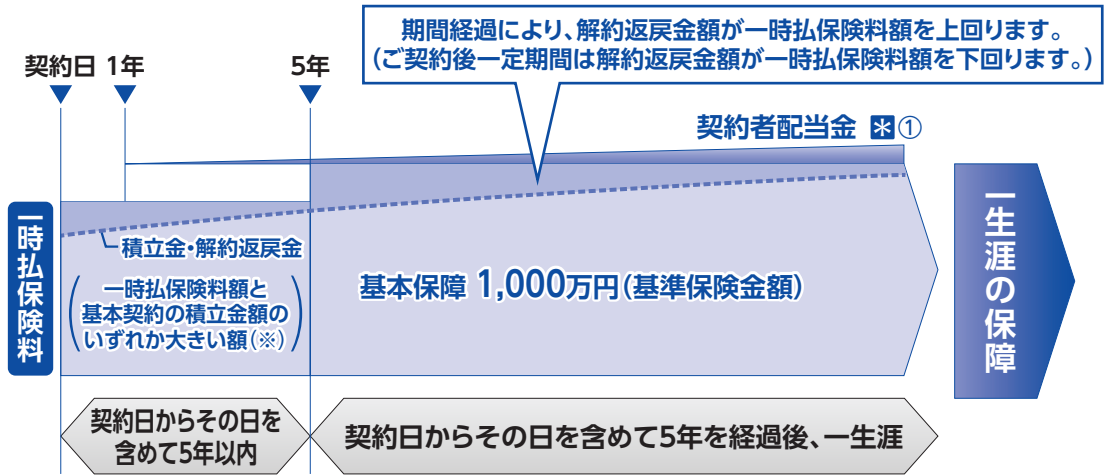 期間経過により、解約返戻金額が一時払保険料額を上回ります。
(ご契約後一定期間は解約返戻金額が一時払保険料額を下回ります。)
契約日 1年
5年
契約者配当金 *①
一時払保険料
積立金・解約返戻金
一時払保険料額と
基本契約の積立金額の
いずれか大きい額(※)
基本保障 1,000万円(基準保険金額)
一生涯の保障
契約日からその日を
含めて5年以内
契約日からその日を含めて5年を経過後、一生涯